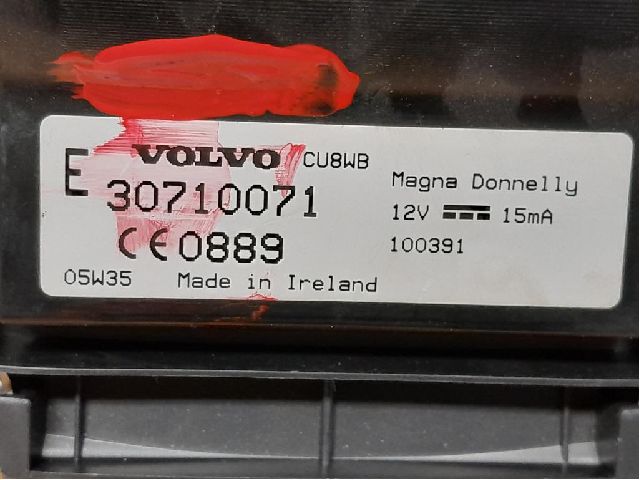 E VOLVO CU8WB
30710071
CE0889
05W35 Made in Ireland
Magna Donnelly
12V 15mA
100391